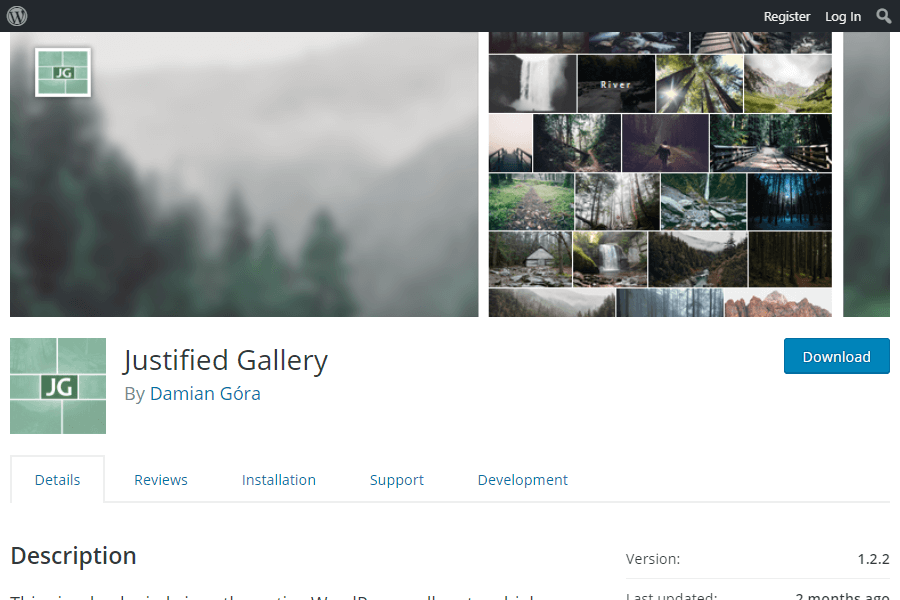 Register Log In
JG
River
JG
Justified Gallery
Download
By Damian Góra
Details Reviews Installation Support Development
Description
Version: 1.2.2
Last updated: 2 months ago